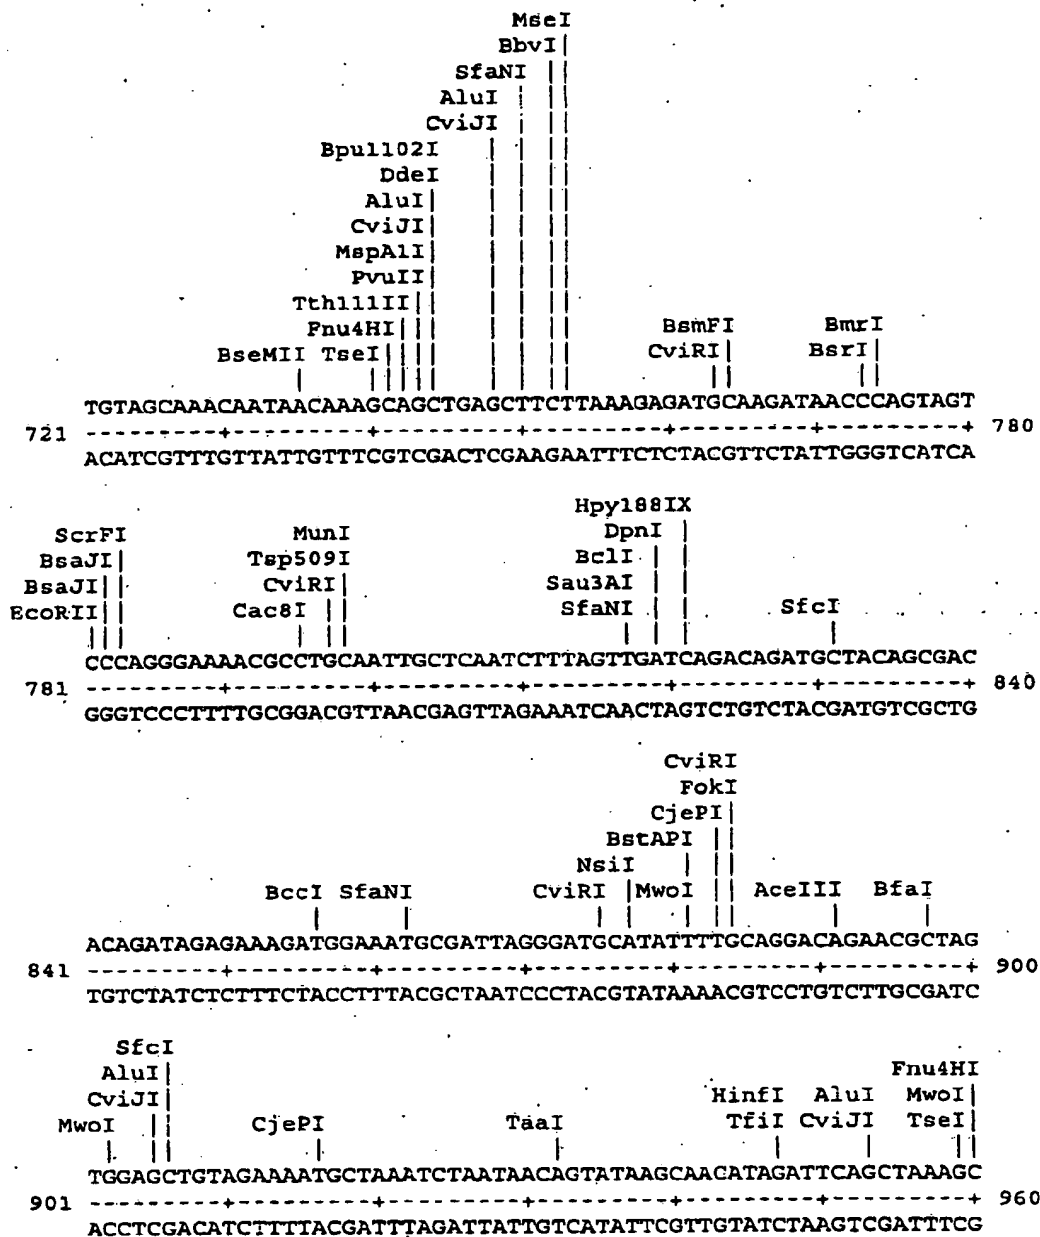 MseI
BbvI
SfaNI
AluI
CviJI
Bpu1102I
DdeI
AluI
CviJI
MspA1I
PvuII
Tth111II
Fnu4HI BsmFI BmrI
BseMII TseI CviRI BsrI
TGTAGCAAACAATAACAAAGCAGCTGAGCTTCTTAAAGAGATGCAAGATAACCCAGTAGT
721 ---------+---------+---------+---------+---------+---------+ 780
ACATCGTTTGTTATTGTTTCGTCGACTCGAAGAATTTCTCTACGTTCTATTGGGTCATCA
Hpy188IX
ScrFI MunI DpnI
BsaJI Tsp509I BclI
BsaJI CviRI Sau3AI
EcoRII Cac8I SfaNI SfcI
CCCAGGGAAAACGCCTGCAATTGCTCAATCTTTAGTTGATCAGACAGATGCTACAGCGAC
781 ---------+---------+---------+---------+---------+---------+ 840
GGGTCCCTTTTGCGGACGTTAACGAGTTAGAAATCAACTAGTCTGTCTACGATGTCGCTG
CviRI
FokI
CjePI
BstAPI
NsiI
BccI SfaNI CviRI MwoI AceIII BfaI
ACAGATAGAGAAAGATGGAAATGCGATTAGGGATGCATATTTTGCAGGACAGAACGCTAG
841 ---------+---------+---------+---------+---------+---------+ 900
TGTCTATCTCTTTCTACCTTTACGCTAATCCCTACGTATAAAACGTCCTGTCTTGCGATC
SfcI
AluI Fnu4HI
CviJI HinfI AluI MwoI
MwoI CjePI TaaI TfiI CviJI TseI
TGGAGCTGTAGAAAATGCTAAATCTAATAACAGTATAAGCAACATAGATTCAGCTAAAGC
901 ---------+---------+---------+---------+---------+---------+ 960
ACCTCGACATCTTTTACGATTTAGATTATTGTCATATTCGTTGTATCTAAGTCGATTTCG